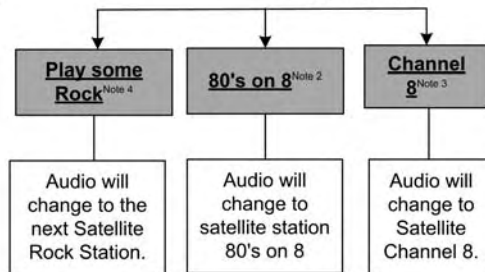 Play some
Rock Note 4
80's on 8 Note 2
Channel
8 Note 3
Audio will
change to the
next Satellite
Rock Station.
Audio will
change to
satellite station
80's on 8
Audio will
change to
Satellite
Channel 8.